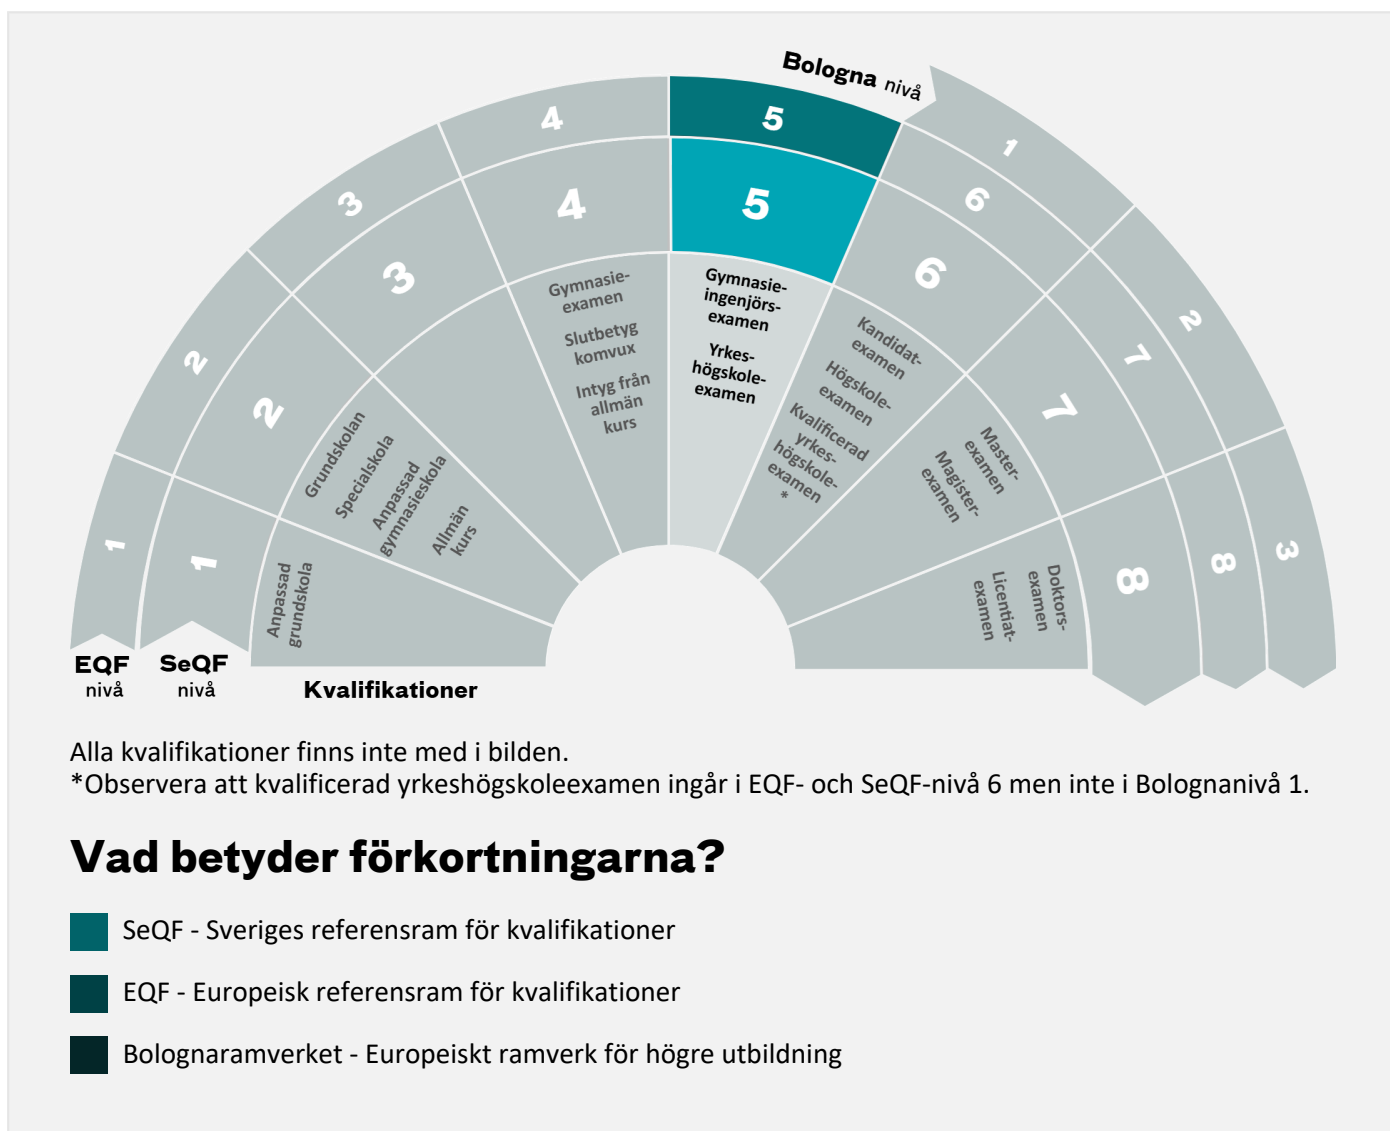 Bologna nivå
1
2
3
4
5
6
7
8
1
2
3
4
5
6
7
8
1
2
3
Anpassad
grundskola
Grundskolan
Specialskola
Anpassad
gymnasieskola
Allmän
kurs
Gymnasie-
examen
Slutbetyg
komvux
Intyg från
allmän
kurs
Gymnasie-
ingenjörs-
examen
Yrkes-
högskole-
examen
Kandidat-
examen
Högskole-
examen
Kvalificerad
yrkes-
högskole-
examen
*
Master-
examen
Magister-
examen
Doktors-
examen
Licentiat-
examen
EQF
nivå
SeQF
nivå
Kvalifikationer
Alla kvalifikationer finns inte med i bilden.
*Observera att kvalificerad yrkeshögskoleexamen ingår i EQF- och SeQF-nivå 6 men inte i Bolognanivå 1.
Vad betyder förkortningarna?
SeQF - Sveriges referensram för kvalifikationer
EQF - Europeisk referensram för kvalifikationer
Bolognaramverket - Europeiskt ramverk för högre utbildning